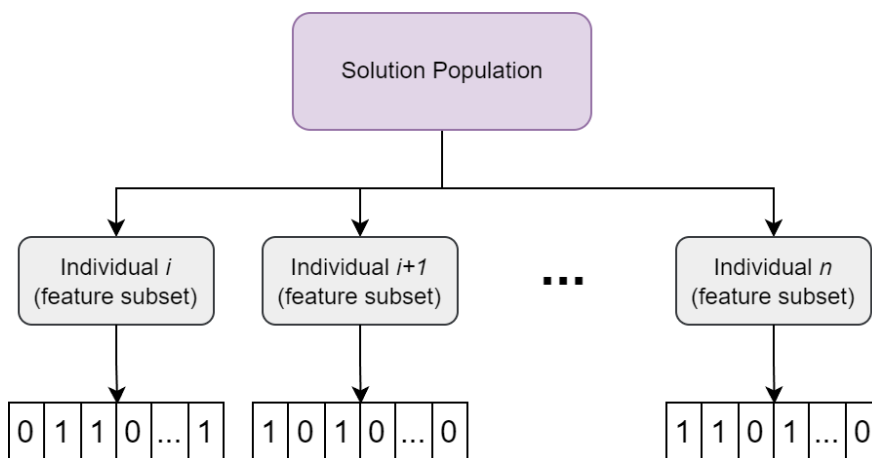 Solution Population
Individual i
(feature subset)
Individual i+1
(feature subset)
...
Individual n
(feature subset)
0 1 1 0 ... 1
1 0 1 0 ... 0
1 1 0 1 ... 0